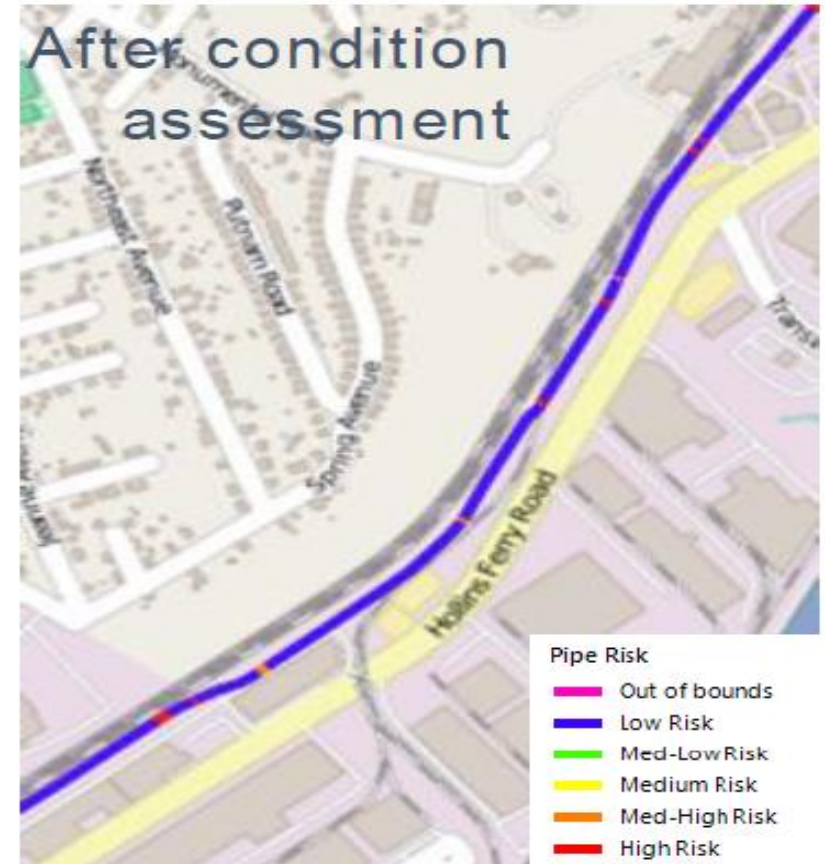 After condition
assessment
Northeast Avenue
Putnam Road
Spring Avenue
Hollins Ferry Road
Pipe Risk
Out of bounds
Low Risk
Med-Low Risk
Medium Risk
Med-High Risk
High Risk